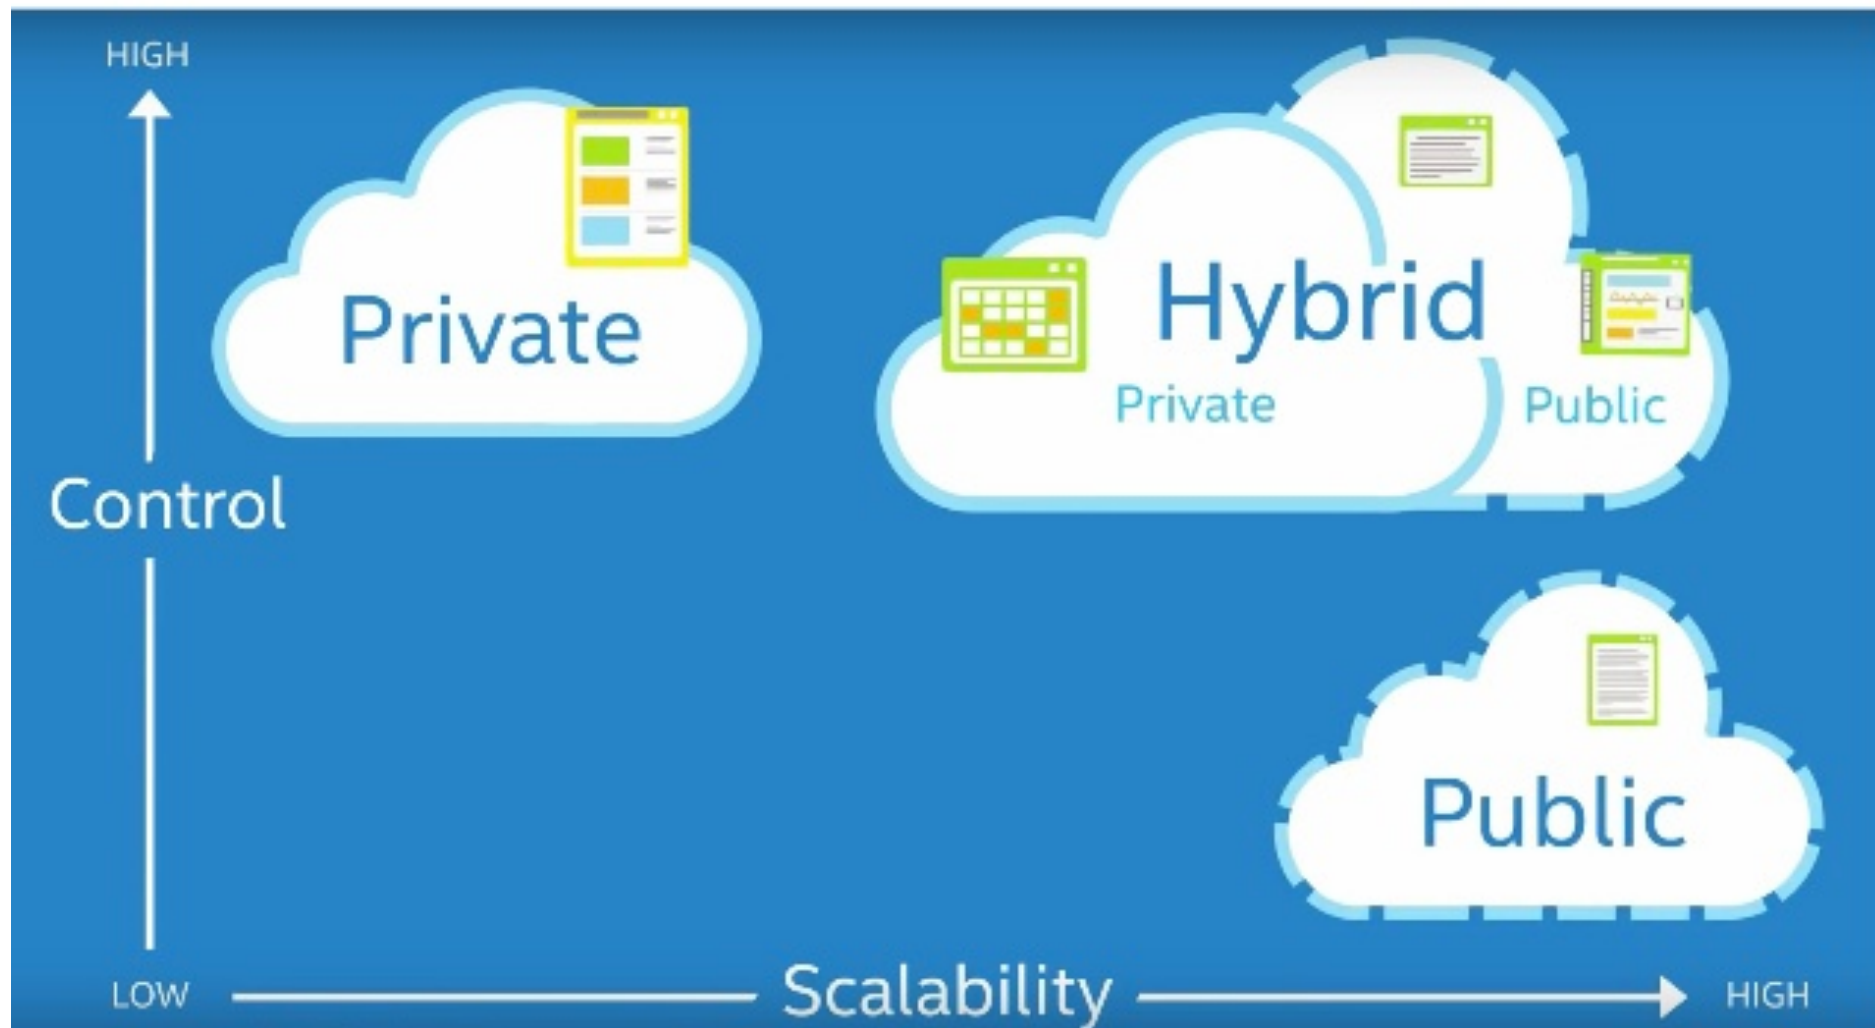 HIGH
Private
Hybrid
Private
Public
Control
Public
LOW
Scalability
HIGH